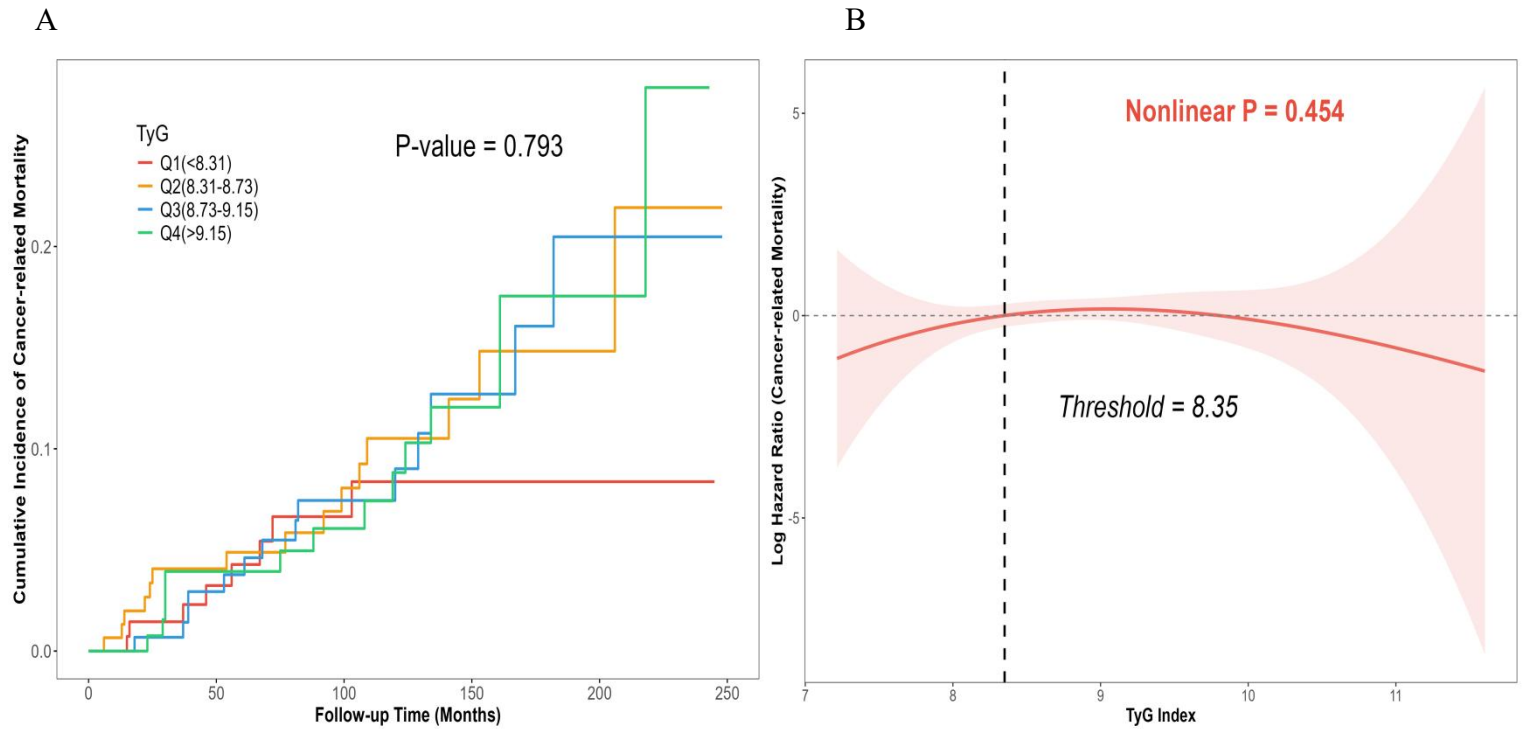 A
Cumulative Incidence of Cancer-related Mortality
TyG
Q1(<8.31)
Q2(8.31-8.73)
Q3(8.73-9.15)
Q4(>9.15)
P-value = 0.793
0.2
0.1
0.0
0 50 100 150 200 250
Follow-up Time (Months)
B
Log Hazard Ratio (Cancer-related Mortality)
Nonlinear P = 0.454
5
0
-5
Threshold = 8.35
7 8 9 10 11
TyG Index